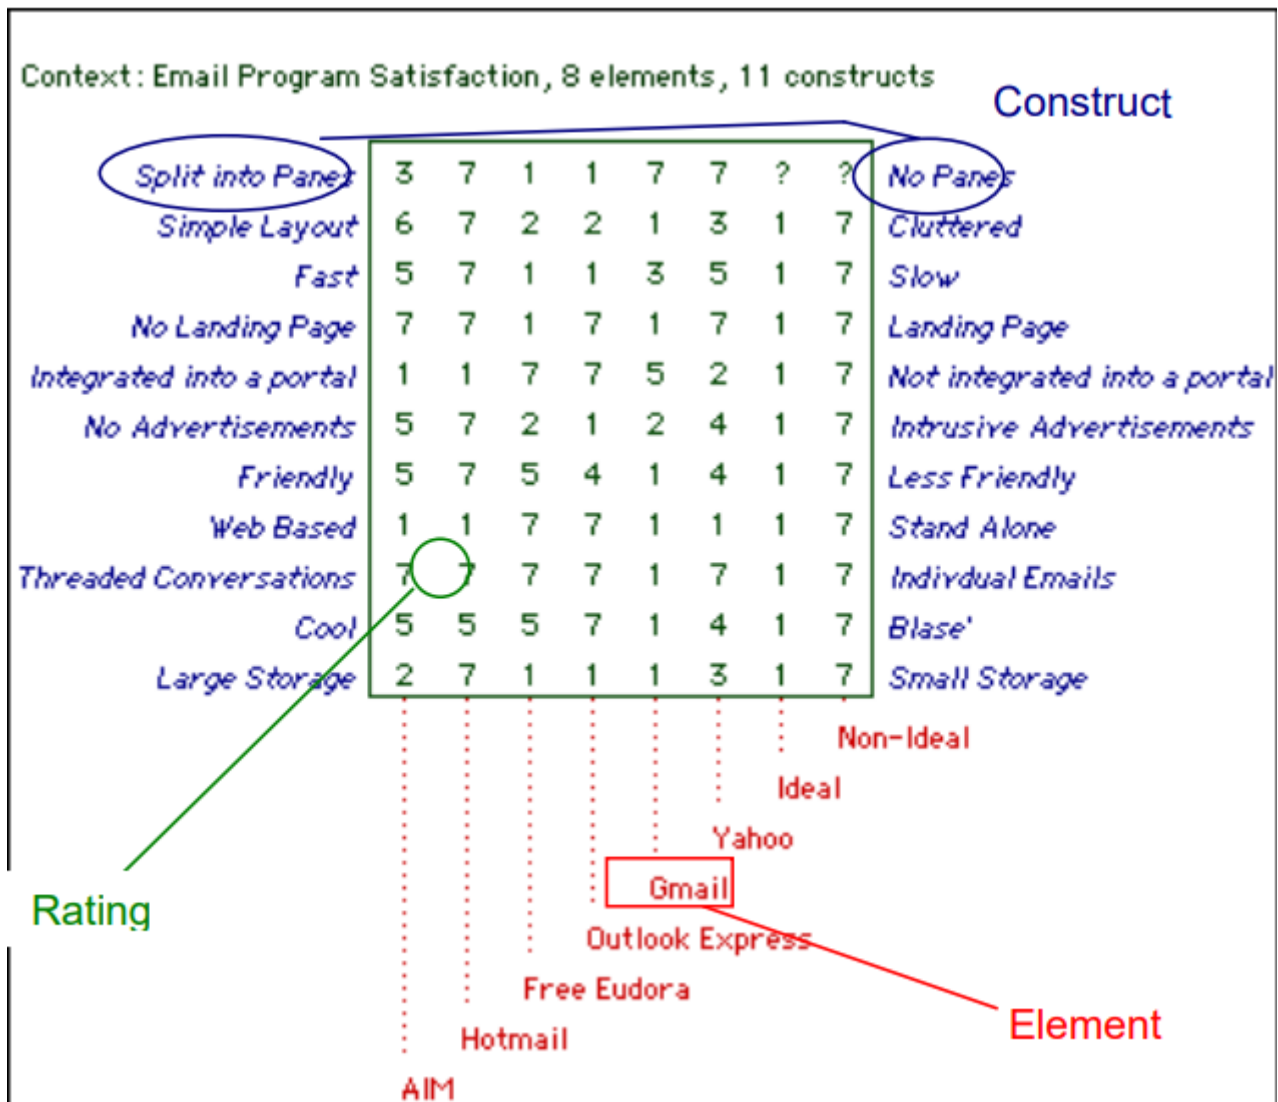 Context: Email Program Satisfaction, 8 elements, 11 constructs
Construct
Split into Panes 3 7 1 1 7 7 ? ? No Panes
Simple Layout 6 7 2 2 1 3 1 7 Cluttered
Fast 5 7 1 1 3 5 1 7 Slow
No Landing Page 7 7 1 7 1 7 1 7 Landing Page
Integrated into a portal 1 1 7 7 5 2 1 7 Not integrated into a portal
No Advertisements 5 7 2 1 2 4 1 7 Intrusive Advertisements
Friendly 5 7 5 4 1 4 1 7 Less Friendly
Web Based 1 1 7 7 1 1 1 7 Stand Alone
Threaded Conversations 7 7 7 7 1 7 1 7 Indivdual Emails
Cool 5 5 5 7 1 4 1 7 Blase'
Large Storage 2 7 1 1 1 3 1 7 Small Storage
Non-Ideal
Ideal
Yahoo
Gmail
Rating
Outlook Express
Free Eudora
Element
Hotmail
AIM